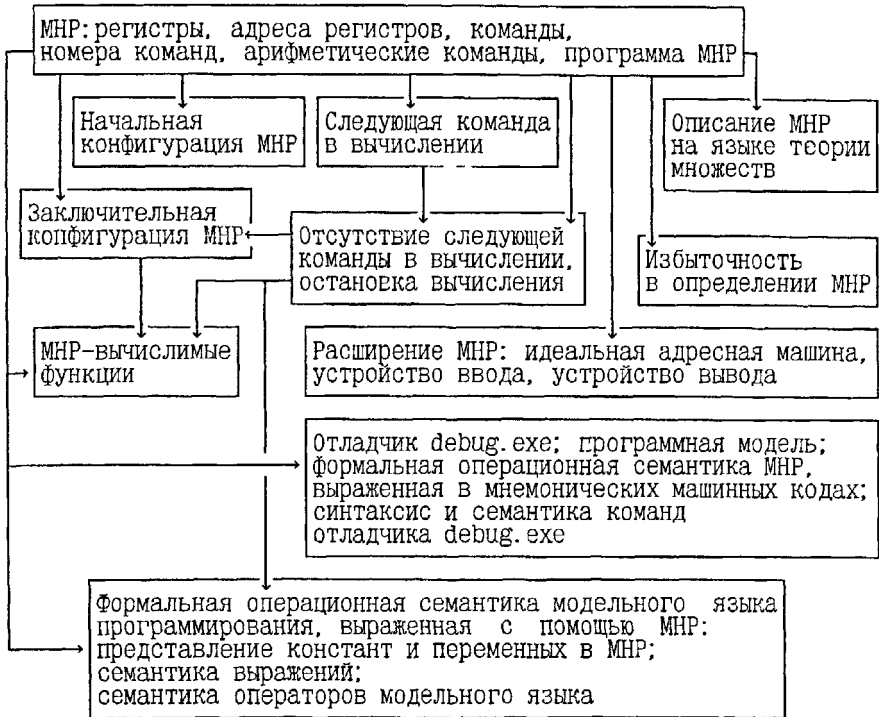 МНР: регистры, адреса регистров, команды,
номера команд, арифметические команды, программа МНР
Начальная
конфигурация МНР
Следующая команда
в вычислении
Описание МНР
на языке теории
множеств
Заключительная
конфигурация МНР
Отсутствие следующей
команды в вычислении,
остановка вычисления
Избыточность
в определении МНР
МНР-вычислимые
функции
Расширение МНР: идеальная адресная машина,
устройство ввода, устройство вывода
Отладчик debug.exe; программная модель;
формальная операционная семантика МНР,
выраженная в мнемонических машинных кодах;
синтаксис и семантика команд
отладчика debug.exe
Формальная операционная семантика модельного языка
программирования, выраженная с помощью МНР:
представление констант и переменных в МНР;
семантика выражений;
семантика операторов модельного языка